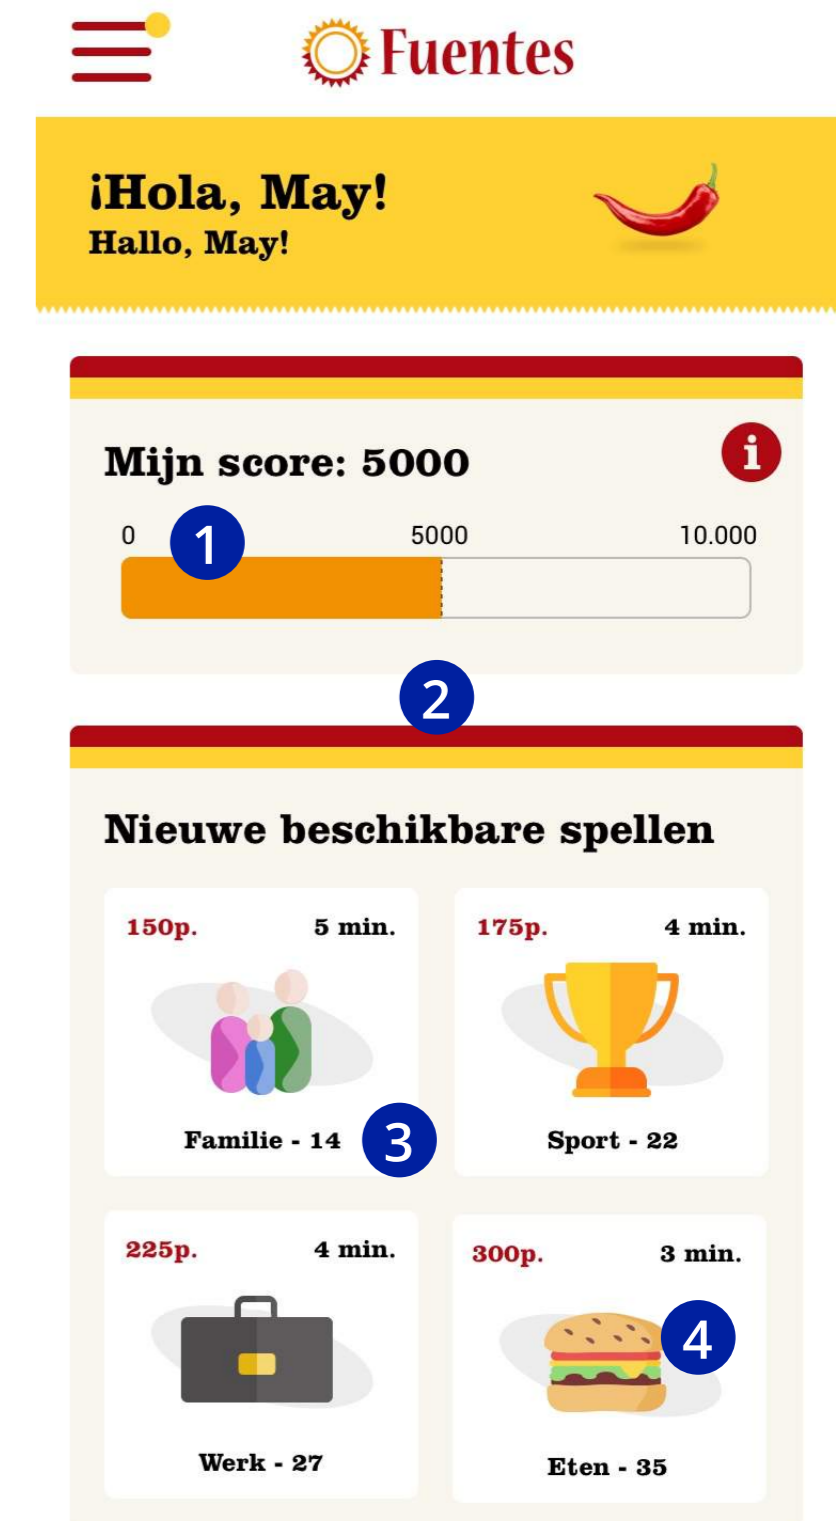 Fuentes
¡Hola, May!
Hallo, May!
Mijn score: 5000
i
0 5000 10.000
1
2
Nieuwe beschikbare spellen
150p. 5 min.
Familie - 14
175p. 4 min.
Sport - 22
3
225p. 4 min.
Werk - 27
300p. 3 min.
4
Eten - 35